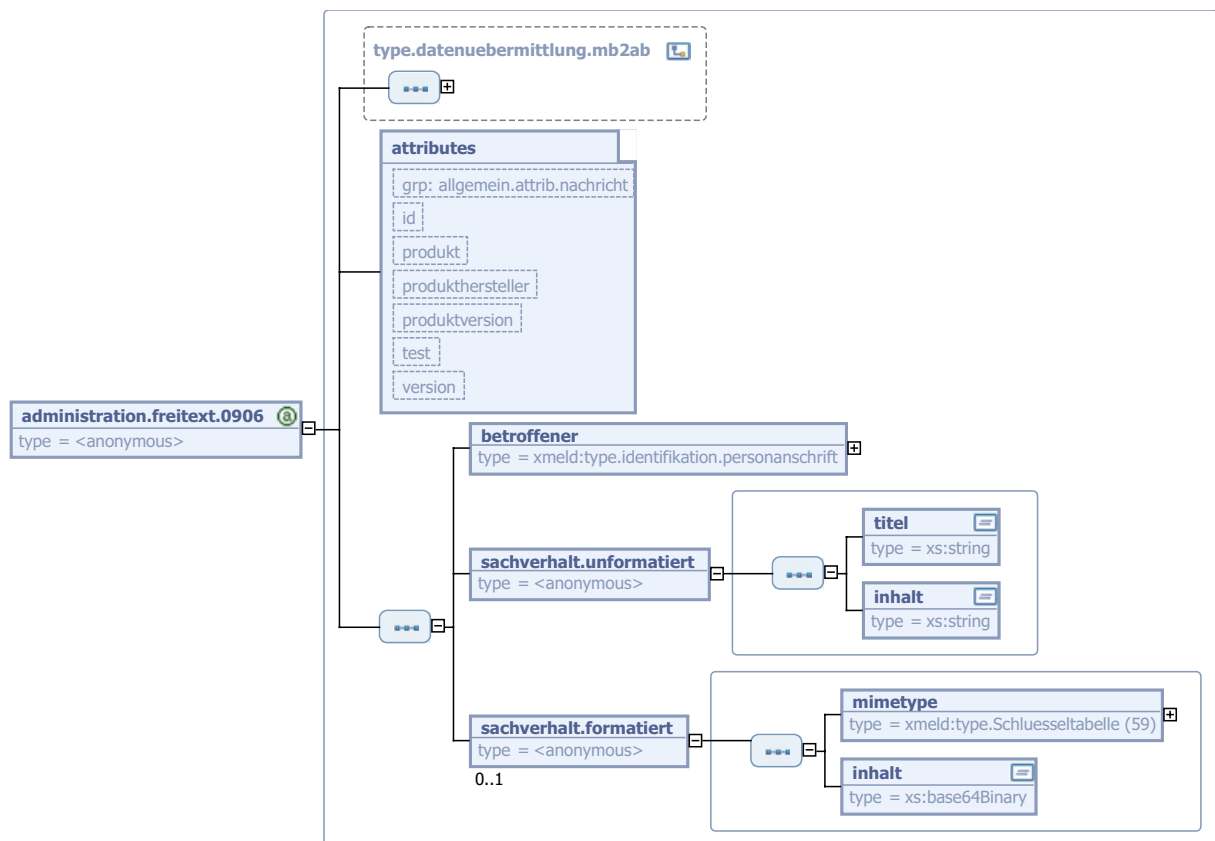 type.datenuebermittlung.mb2ab
attributes
grp: allgemein.attrib.nachricht
id
produkt
produkthersteller
produktversion
test
version
administration.freitext.0906 a
type = <anonymous>
betroffener
type = xmeld:type.identifikation.personanschrift
sachverhalt.unformatiert
type = <anonymous>
titel
type = xs:string
inhalt
type = xs:string
sachverhalt.formatiert
type = <anonymous>
0..1
mimetype
type = xmeld:type.Schluesseltabelle (59)
inhalt
type = xs:base64Binary